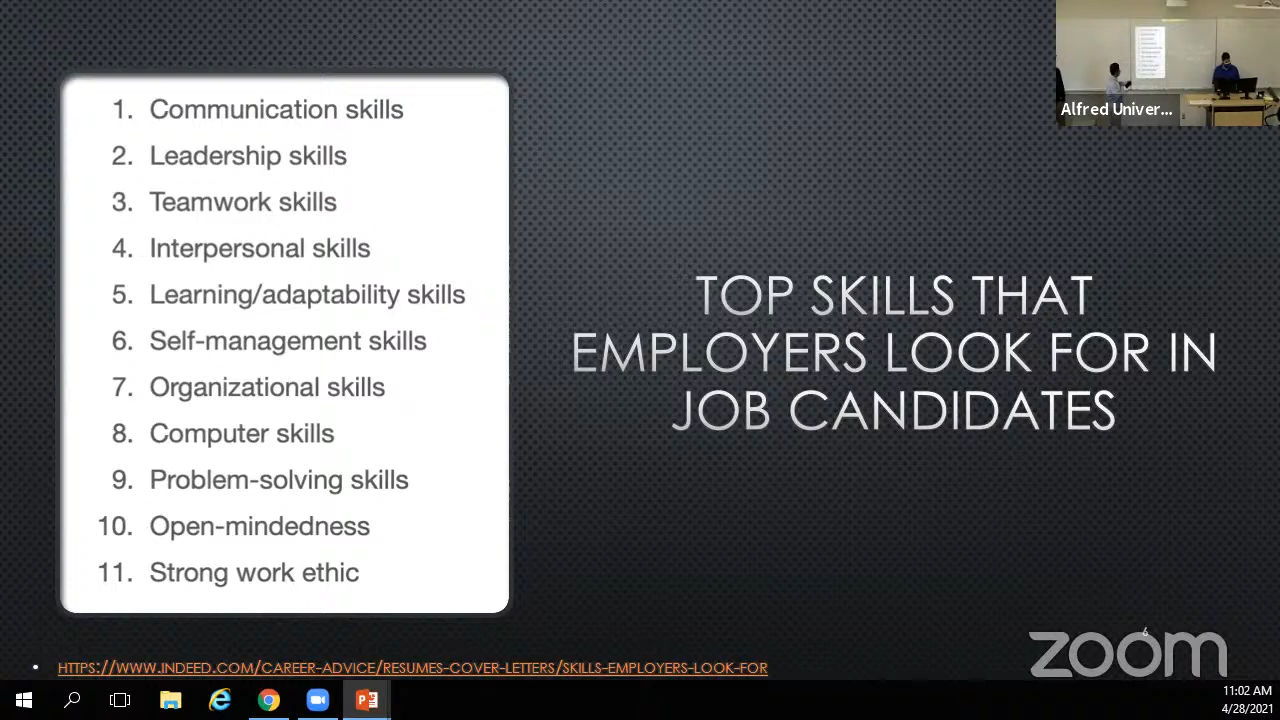 1. Communication skills
2. Leadership skills
3. Teamwork skills
4. Interpersonal skills
5. Learning/adaptability skills
6. Self-management skills
7. Organizational skills
8. Computer skills
9. Problem-solving skills
10. Open-mindedness
11. Strong work ethic
TOP SKILLS THAT
EMPLOYERS LOOK FOR IN
JOB CANDIDATES
Alfred Univer...
• HTTPS://WWW.INDEED.COM/CAREER-ADVICE/RESUMES-COVER-LETTERS/SKILLS-EMPLOYERS-LOOK-FOR
6
zoom
11:02 AM
4/28/2021